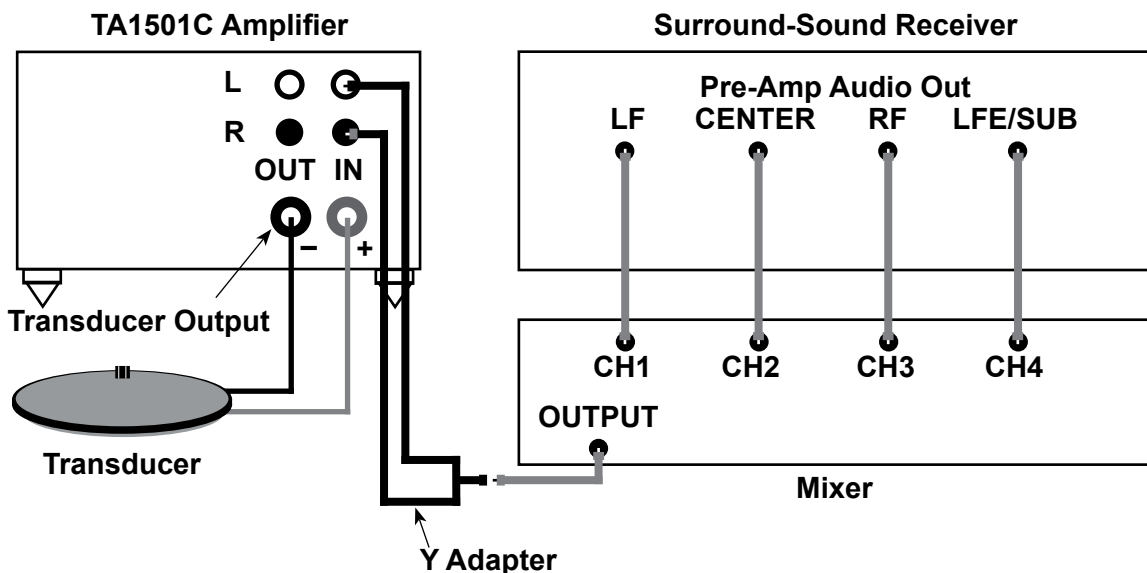 TA1501C Amplifier
L
R
OUT IN
− +
Transducer Output
Transducer
Surround-Sound Receiver
Pre-Amp Audio Out
LF CENTER RF LFE/SUB
CH1 CH2 CH3 CH4
OUTPUT
Mixer
Y Adapter